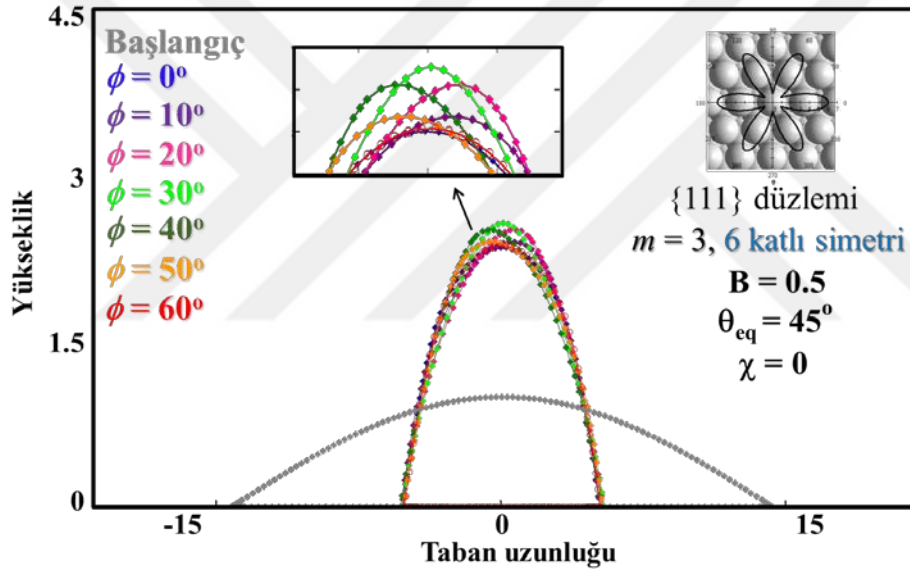 4.5
3
1.5
0
-15
0
15
Yükseklik
Taban uzunluğu
Başlangıç
ϕ = 0°
ϕ = 10°
ϕ = 20°
ϕ = 30°
ϕ = 40°
ϕ = 50°
ϕ = 60°
{111} düzlemi
m = 3, 6 katlı simetri
B = 0.5
θeq = 45°
χ = 0